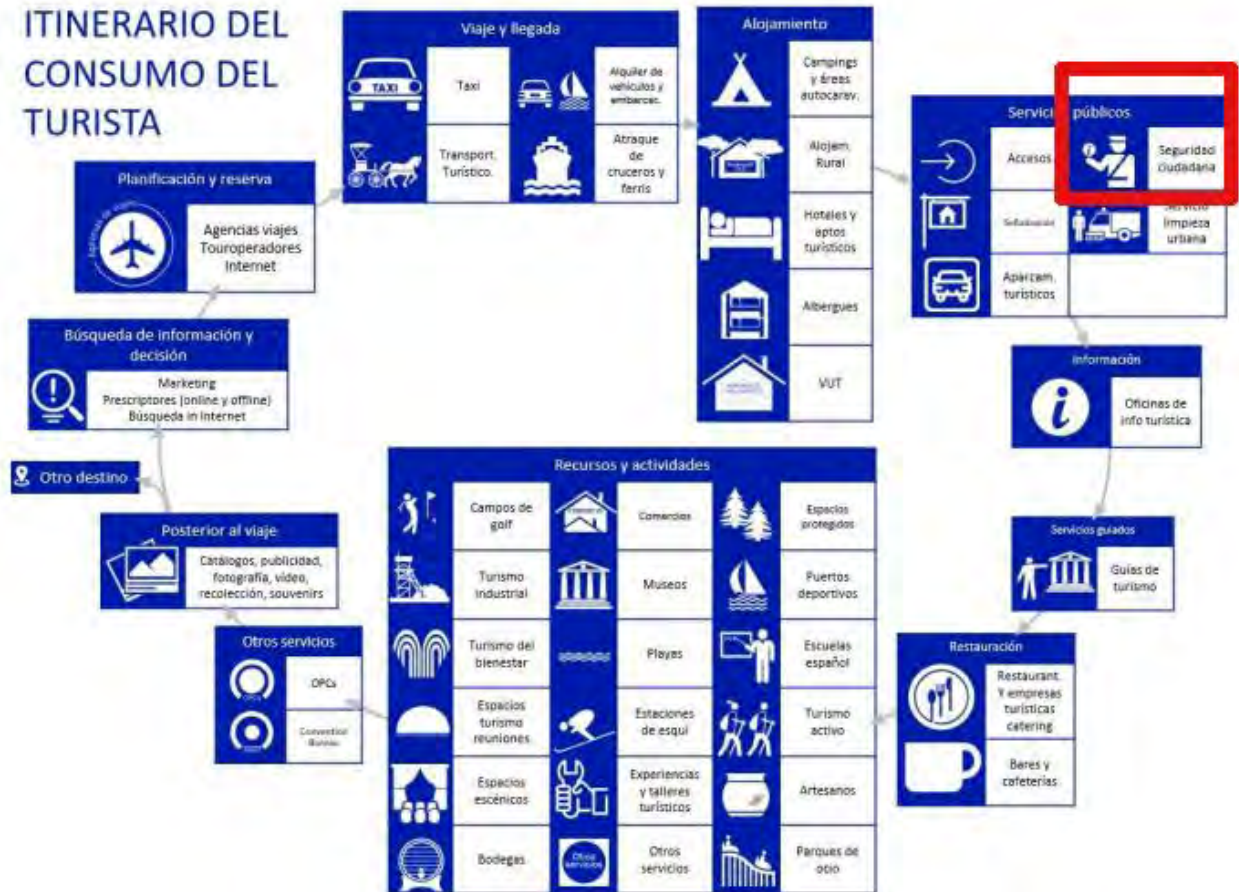 ITINERARIO DEL
CONSUMO DEL
TURISTA
Viaje y llegada
TAXI
Taxi
Alquiler de
vehículos y
embarcac.
Transport.
Turístico.
Atraque
de
cruceros y
ferris
Alojamiento
Campings
y áreas
autocarav.
Alojam.
Rural
Hoteles y
aptos
turísticos
Albergues
VUT
públicos
Accesos
Seguridad
ciudadana
Señalización
Servicio
limpieza
urbana
Aparcam.
turísticos
Información
i
Oficinas de
info turística
Servicios guiados
Guías de
turismo
Restauración
Restaurant.
Y empresas
turísticas
catering
Bares y
cafeterías
Recursos y actividades
Campos de
golf
Comercios
Espacios
protegidos
Turismo
industrial
Museos
Puertos
deportivos
Turismo del
bienestar
Playas
Escuelas
español
Espacios
turismo
reuniones
Estaciones
de esquí
Turismo
activo
Espacios
escénicos
Experiencias
y talleres
turísticos
Artesanos
Bodegas
Otros
servicios
Otros
servicios
Parques de
ocio
Otros servicios
OPCs
OPCs
Convention
Bureau
Posterior al viaje
Catálogos, publicidad,
fotografía, vídeo,
recolección, souvenirs
Otro destino
Búsqueda de información y
decisión
Marketing
Prescriptores (online y offline)
Búsqueda in Internet
Planificación y reserva
Agencias viajes
Touroperadores
Internet